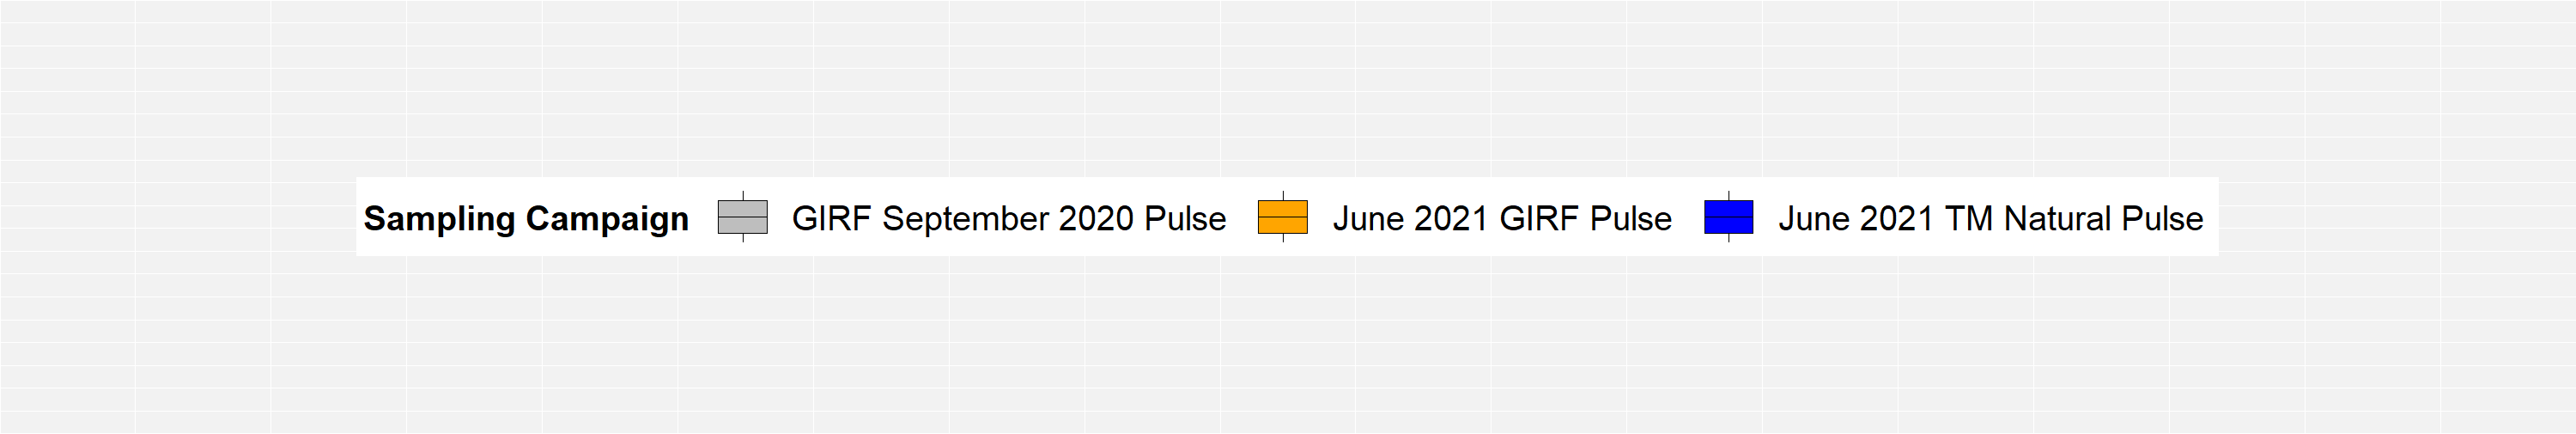 Sampling Campaign GIRF September 2020 Pulse June 2021 GIRF Pulse June 2021 TM Natural Pulse